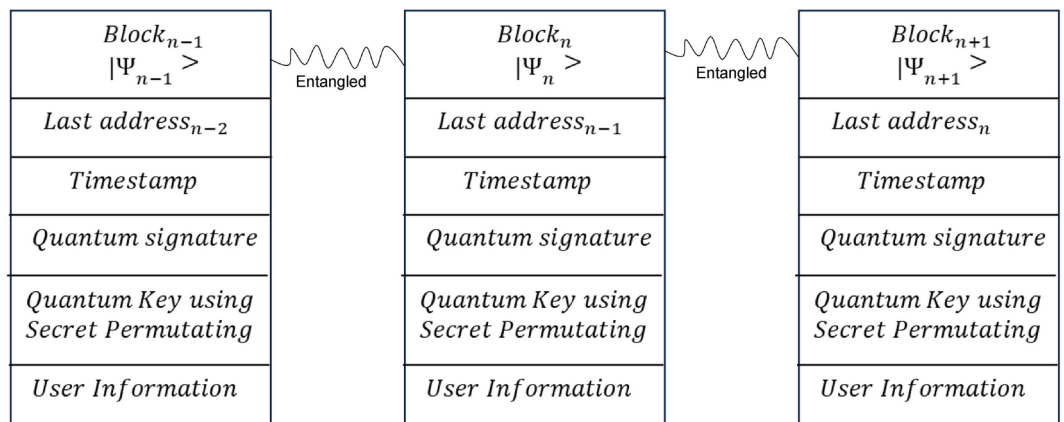 Block_{n-1}
|Ψ_{n-1} >
Last address_{n-2}
Timestamp
Quantum signature
Quantum Key using
Secret Permutating
User Information
Entangled
Block_n
|Ψ_n >
Last address_{n-1}
Timestamp
Quantum signature
Quantum Key using
Secret Permutating
User Information
Entangled
Block_{n+1}
|Ψ_{n+1} >
Last address_n
Timestamp
Quantum signature
Quantum Key using
Secret Permutating
User Information